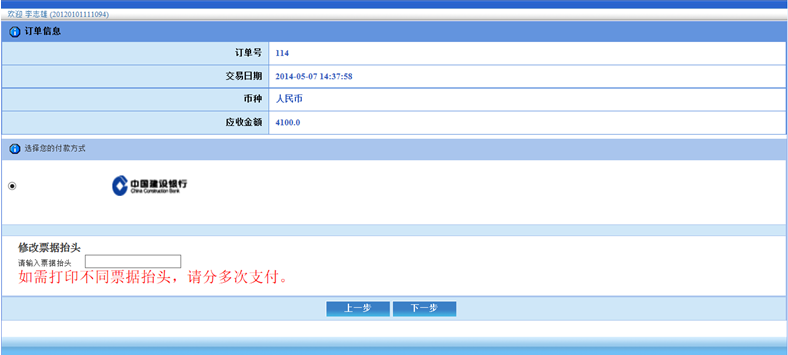 欢迎 李志雄 (20120101111094)
订单信息
订单号 114
交易日期 2014-05-07 14:37:58
币种 人民币
应收金额 4100.0
选择您的付款方式
中国建设银行
China Construction Bank
修改票据抬头
请输入票据抬头
如需打印不同票据抬头，请分多次支付。
上一步 下一步